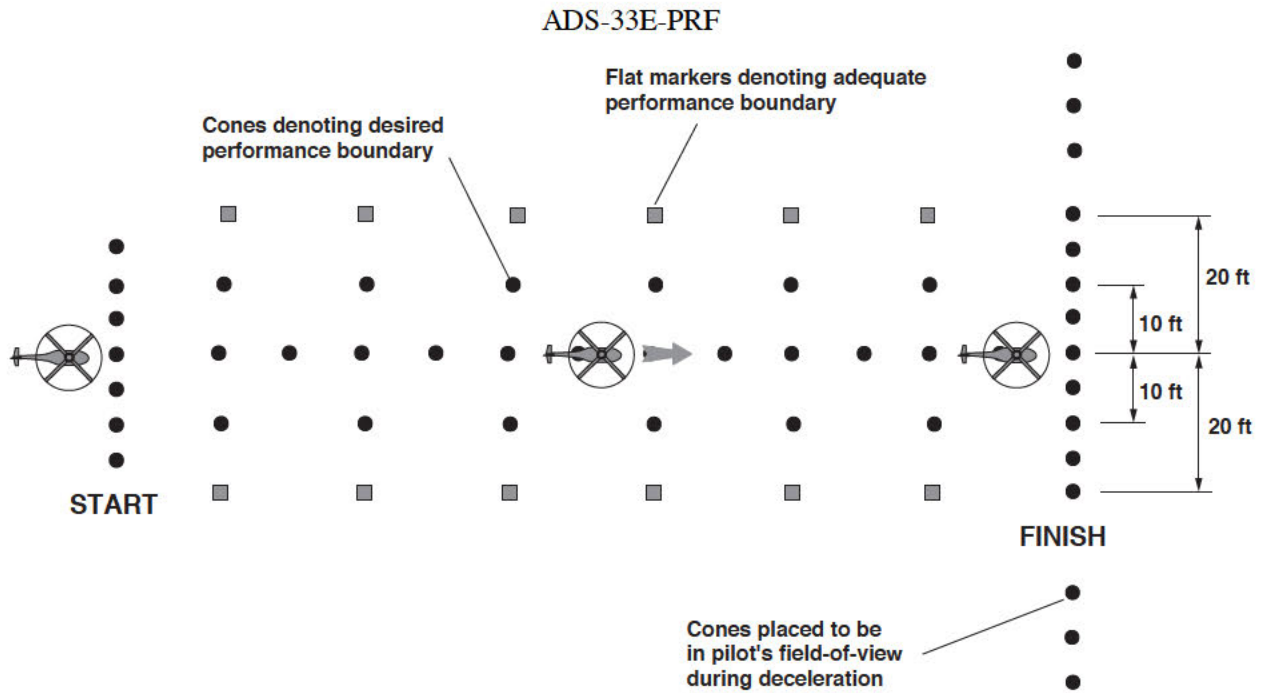 ADS-33E-PRF
Flat markers denoting adequate
performance boundary
Cones denoting desired
performance boundary
20 ft
10 ft
10 ft
20 ft
START
FINISH
Cones placed to be
in pilot's field-of-view
during deceleration